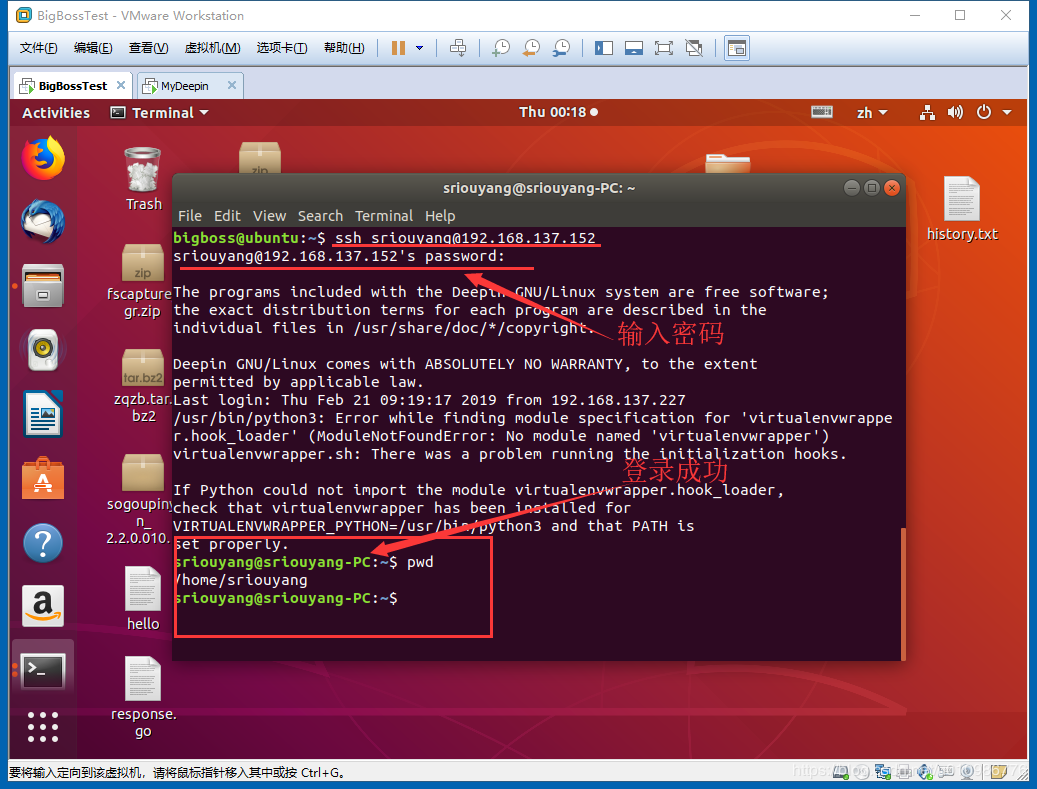 BigBossTest - VMware Workstation
文件(F) 编辑(E) 查看(V) 虚拟机(M) 选项卡(T) 帮助(H)
BigBossTest MyDeepin
Activities Terminal Thu 00:18 zh
Trash
zip
zip
fscapture
gr.zip
tar.bz2
zqzb.tar.
bz2
sogoupiny
n_
2.2.0.010.
hello
response.
go
history.txt
sriouyang@sriouyang-PC: ~
File Edit View Search Terminal Help
bigboss@ubuntu:~$ ssh sriouyang@192.168.137.152
sriouyang@192.168.137.152's password:
输入密码
The programs included with the Deepin GNU/Linux system are free software;
the exact distribution terms for each program are described in the
individual files in /usr/share/doc/*/copyright.
Deepin GNU/Linux comes with ABSOLUTELY NO WARRANTY, to the extent
permitted by applicable law.
Last login: Thu Feb 21 09:19:17 2019 from 192.168.137.227
/usr/bin/python3: Error while finding module specification for 'virtualenvwrappe
r.hook_loader' (ModuleNotFoundError: No module named 'virtualenvwrapper')
virtualenvwrapper.sh: There was a problem running the initialization hooks.
登录成功
If Python could not import the module virtualenvwrapper.hook_loader,
check that virtualenvwrapper has been installed for
VIRTUALENVWRAPPER_PYTHON=/usr/bin/python3 and that PATH is
set properly.
sriouyang@sriouyang-PC:~$ pwd
/home/sriouyang
sriouyang@sriouyang-PC:~$
要将输入定向到该虚拟机，请将鼠标指针移入其中或按 Ctrl+G。